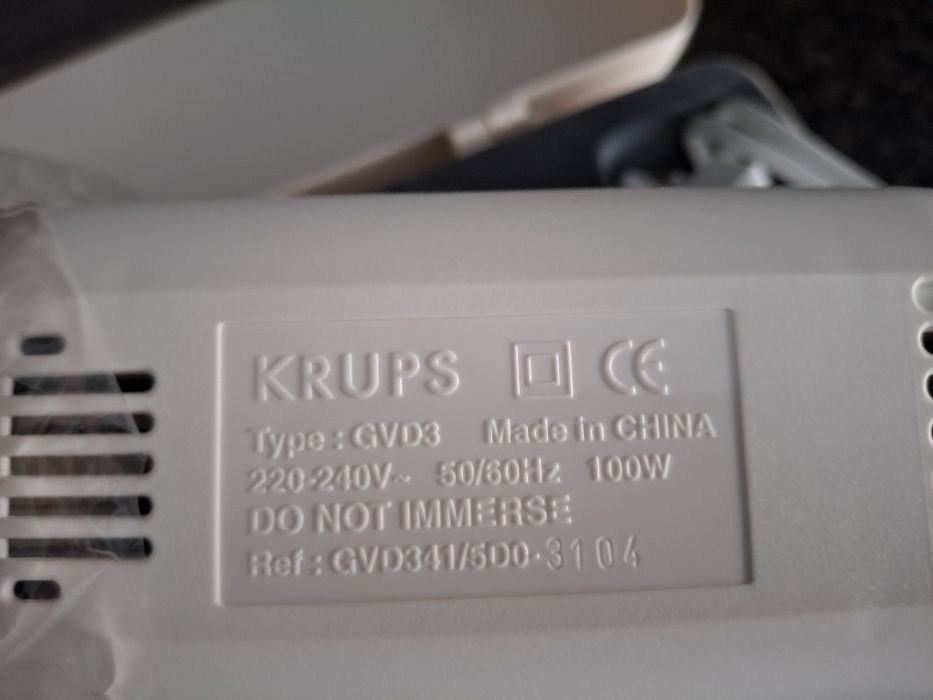 KRUPS CE
Type : GVD3 Made in CHINA
220-240V~ 50/60Hz 100W
DO NOT IMMERSE
Ref : GVD341/5D0-3104